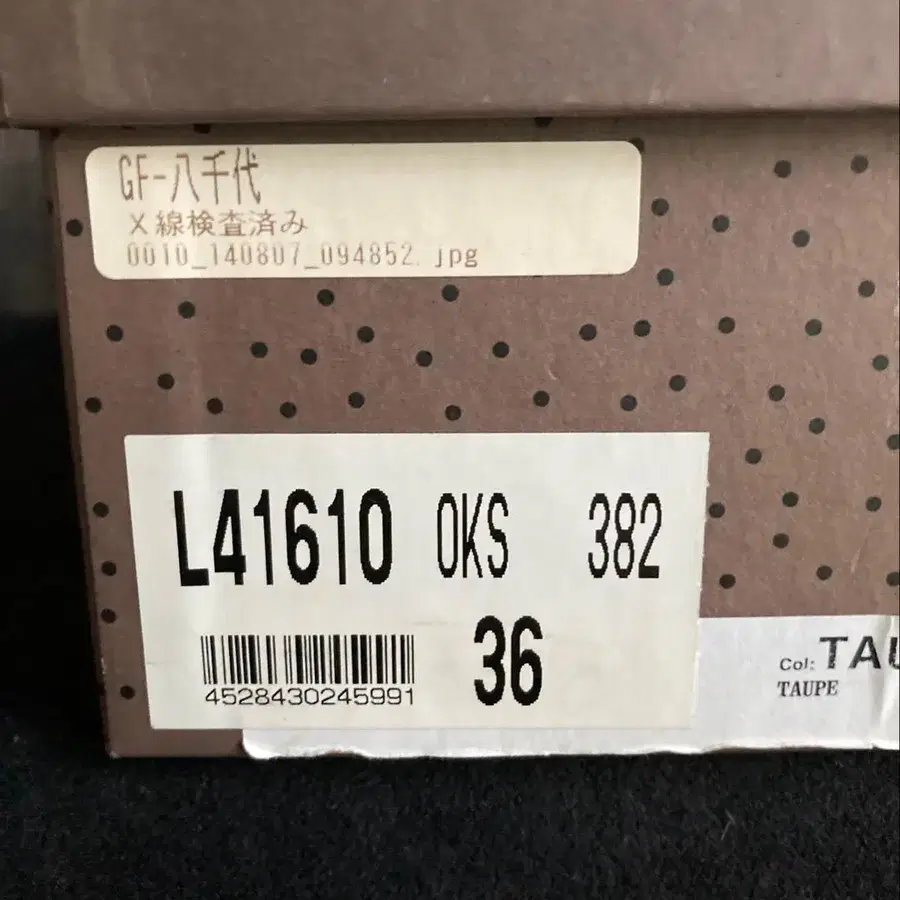 GF-八千代
X線検査済み
0010_140807_094852.jpg
L41610 OKS 382
36
4528430245991
Col: TAU
TAUPE